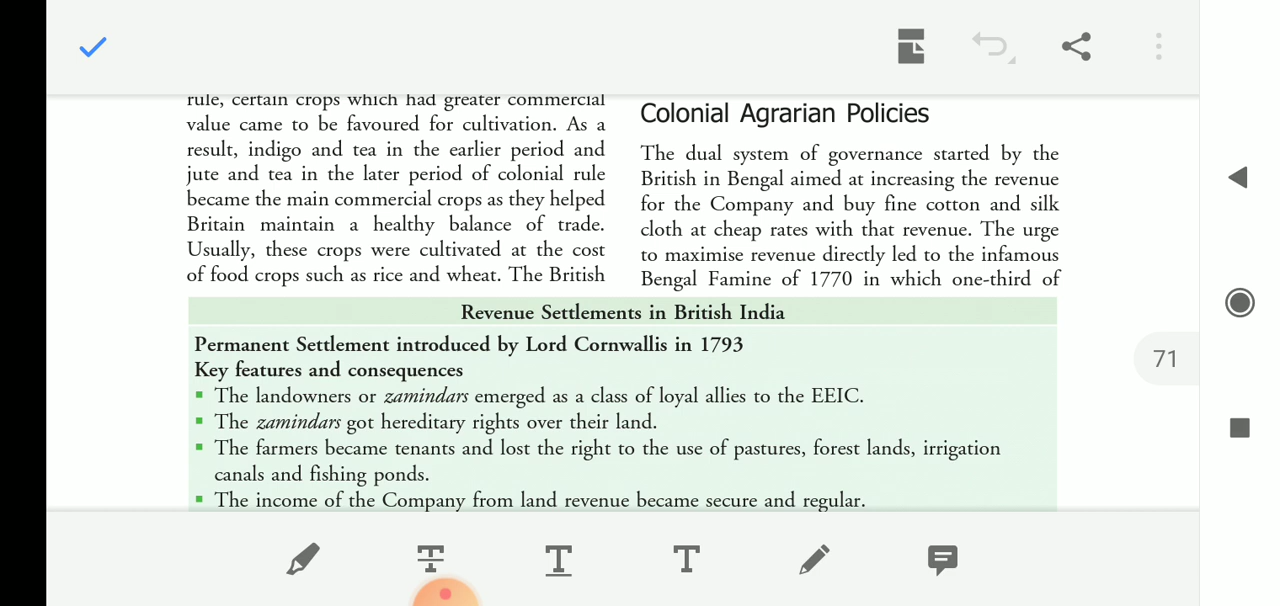 rule, certain crops which had greater commercial
value came to be favoured for cultivation. As a
result, indigo and tea in the earlier period and
jute and tea in the later period of colonial rule
became the main commercial crops as they helped
Britain maintain a healthy balance of trade.
Usually, these crops were cultivated at the cost
of food crops such as rice and wheat. The British
Colonial Agrarian Policies
The dual system of governance started by the
British in Bengal aimed at increasing the revenue
for the Company and buy fine cotton and silk
cloth at cheap rates with that revenue. The urge
to maximise revenue directly led to the infamous
Bengal Famine of 1770 in which one-third of
Revenue Settlements in British India
Permanent Settlement introduced by Lord Cornwallis in 1793
Key features and consequences
▪ The landowners or zamindars emerged as a class of loyal allies to the EEIC.
▪ The zamindars got hereditary rights over their land.
▪ The farmers became tenants and lost the right to the use of pastures, forest lands, irrigation
canals and fishing ponds.
▪ The income of the Company from land revenue became secure and regular.
71